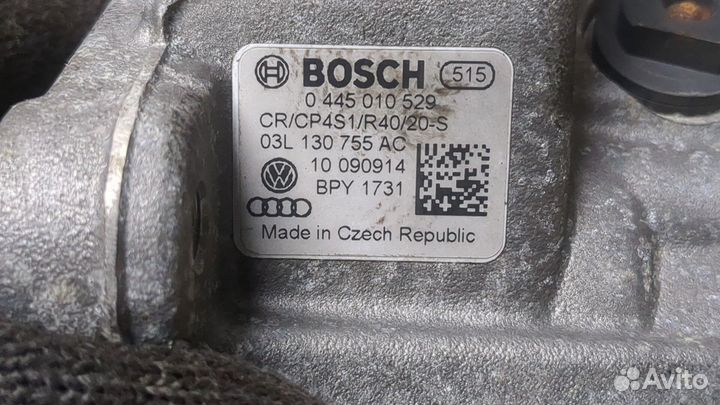 BOSCH 515
0 445 010 529
CR/CP4S1/R40/20-S
03L 130 755 AC
10 090914
BPY 1731
Made in Czech Republic
Avito